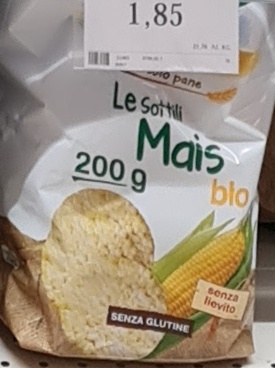 1,85
pane
Le Sottili
Mais
200 g
bio
senza
lievito
SENZA GLUTINE